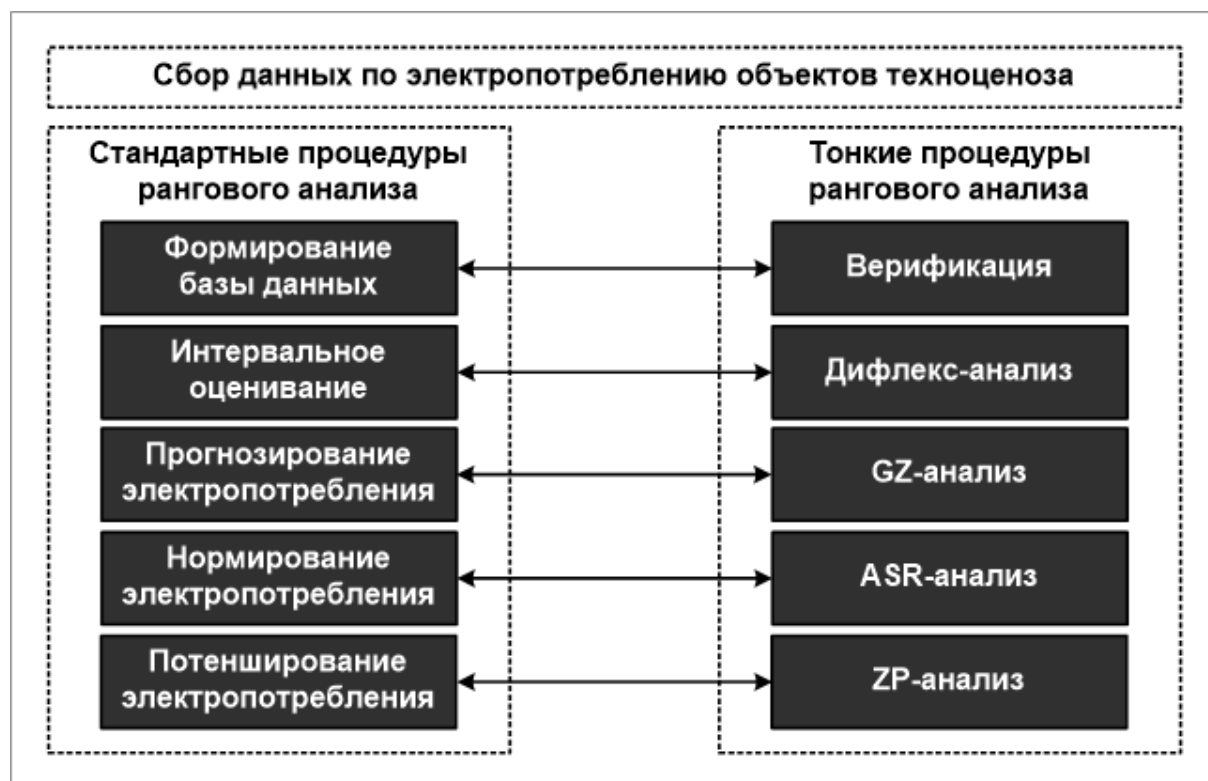 Сбор данных по электропотреблению объектов техноценоза
Стандартные процедуры
рангового анализа
Формирование
базы данных
Интервальное
оценивание
Прогнозирование
электропотребления
Нормирование
электропотребления
Потенширование
электропотребления
Тонкие процедуры
рангового анализа
Верификация
Дифлекс-анализ
GZ-анализ
ASR-анализ
ZP-анализ